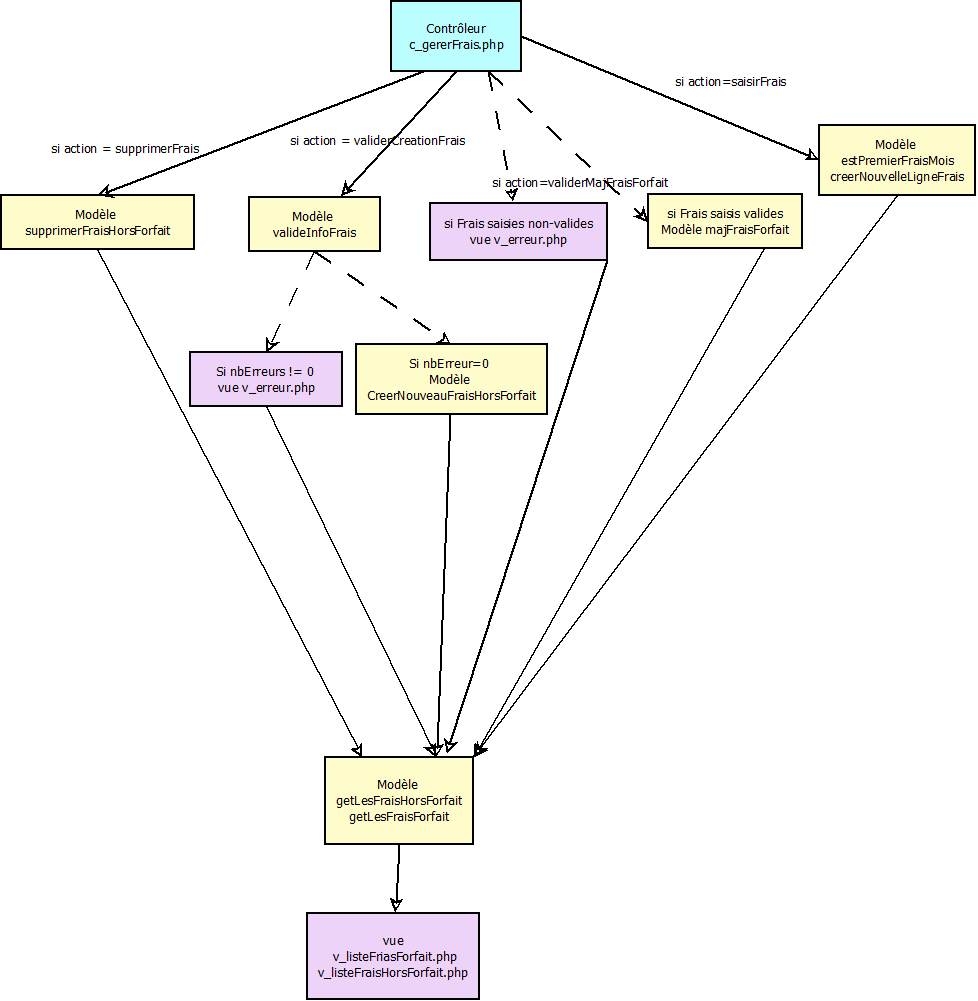 Contrôleur
c_gererFrais.php
si action=saisirFrais
si action = supprimerFrais
si action = validerCreationFrais
si action=validerMajFraisForfait
Modèle
estPremierFraisMois
creerNouvelleLigneFrais
Modèle
supprimerFraisHorsForfait
Modèle
valideInfoFrais
si Frais saisies non-valides
vue v_erreur.php
si Frais saisis valides
Modèle majFraisForfait
Si nbErreurs != 0
vue v_erreur.php
Si nbErreur=0
Modèle
CreerNouveauFraisHorsForfait
Modèle
getLesFraisHorsForfait
getLesFraisForfait
vue
v_listeFriasForfait.php
v_listeFraisHorsForfait.php